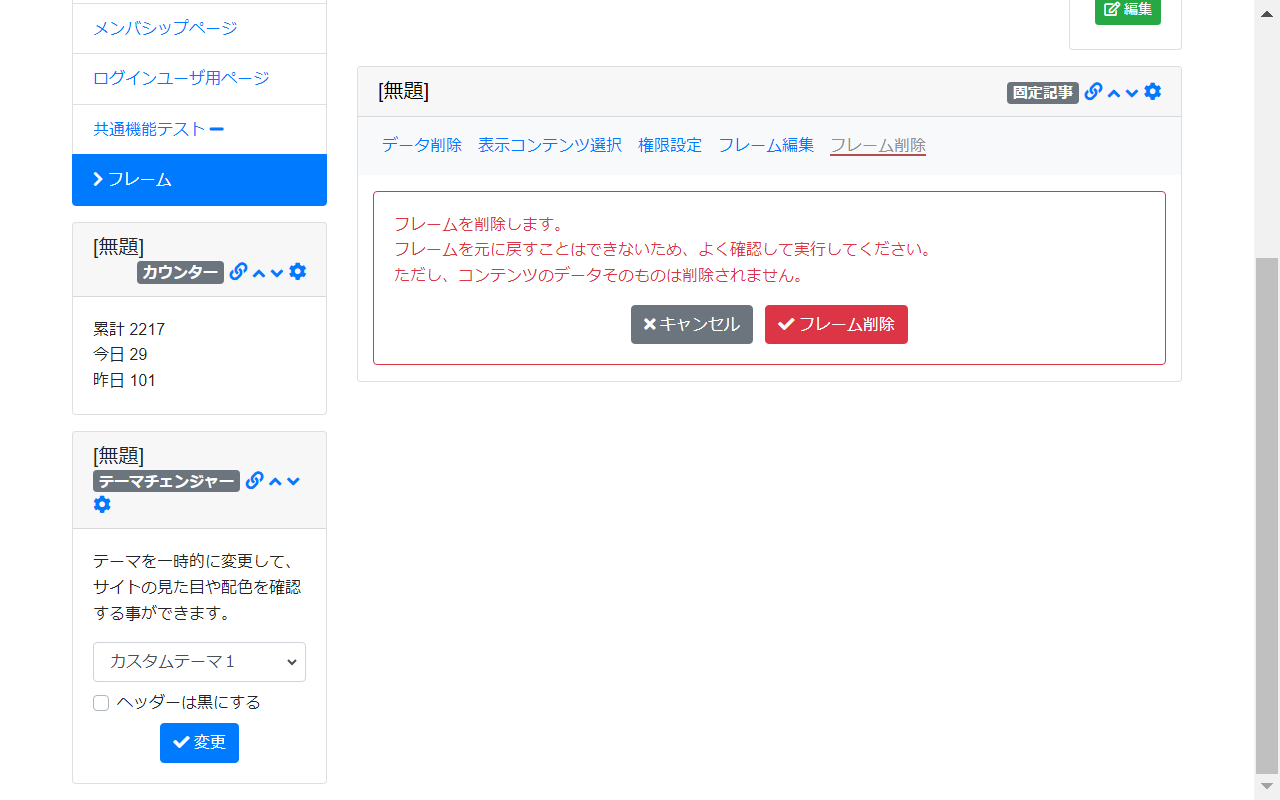 メンバシップページ
ログインユーザ用ページ
共通機能テスト
フレーム
[無題]
カウンター
累計 2217
今日 29
昨日 101
[無題]
テーマチェンジャー
テーマを一時的に変更して、
サイトの見た目や配色を確認
する事ができます。
カスタムテーマ１
ヘッダーは黒にする
変更
編集
[無題]
固定記事
データ削除 表示コンテンツ選択 権限設定 フレーム編集 フレーム削除
フレームを削除します。
フレームを元に戻すことはできないため、よく確認して実行してください。
ただし、コンテンツのデータそのものは削除されません。
キャンセル フレーム削除